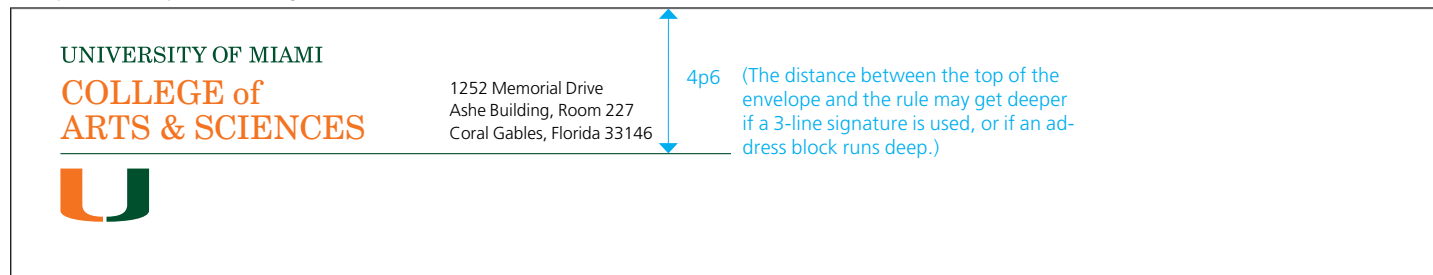 UNIVERSITY OF MIAMI
COLLEGE of
ARTS & SCIENCES
1252 Memorial Drive
Ashe Building, Room 227
Coral Gables, Florida 33146
4p6
(The distance between the top of the
envelope and the rule may get deeper
if a 3-line signature is used, or if an ad-
dress block runs deep.)